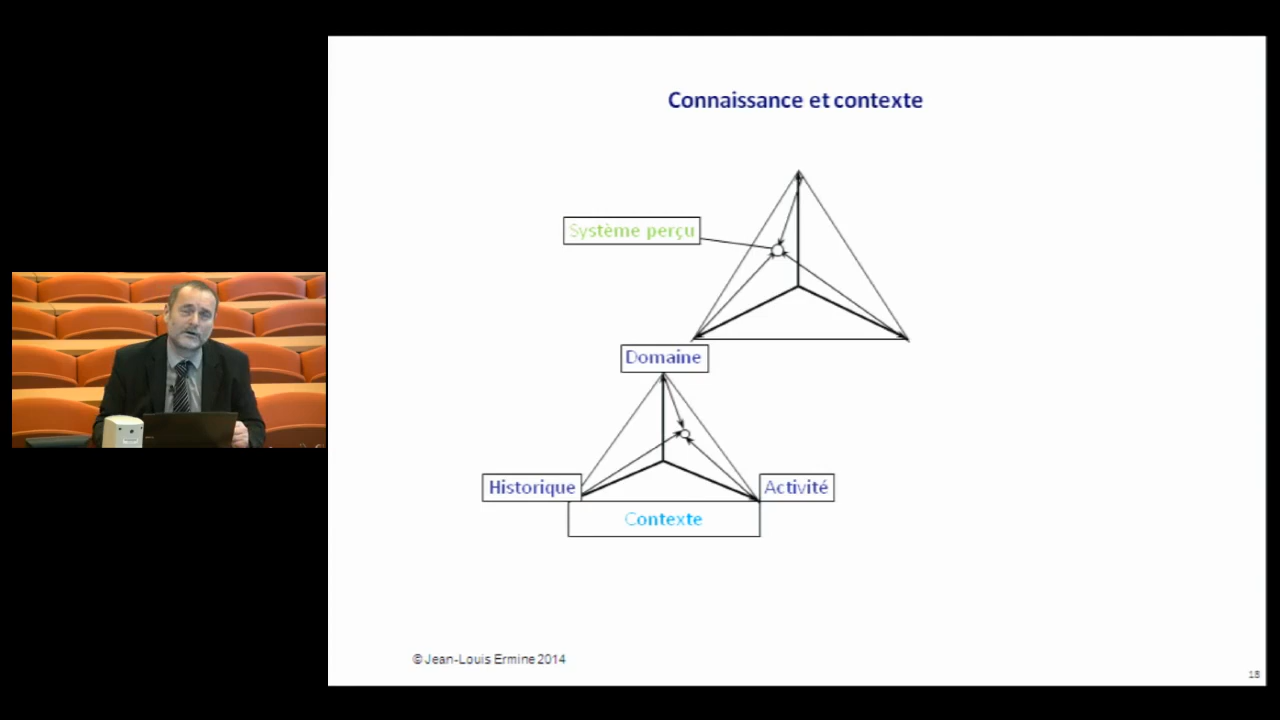 Connaissance et contexte
Système perçu
Domaine
Historique
Activité
Contexte
© Jean-Louis Ermine 2014
18